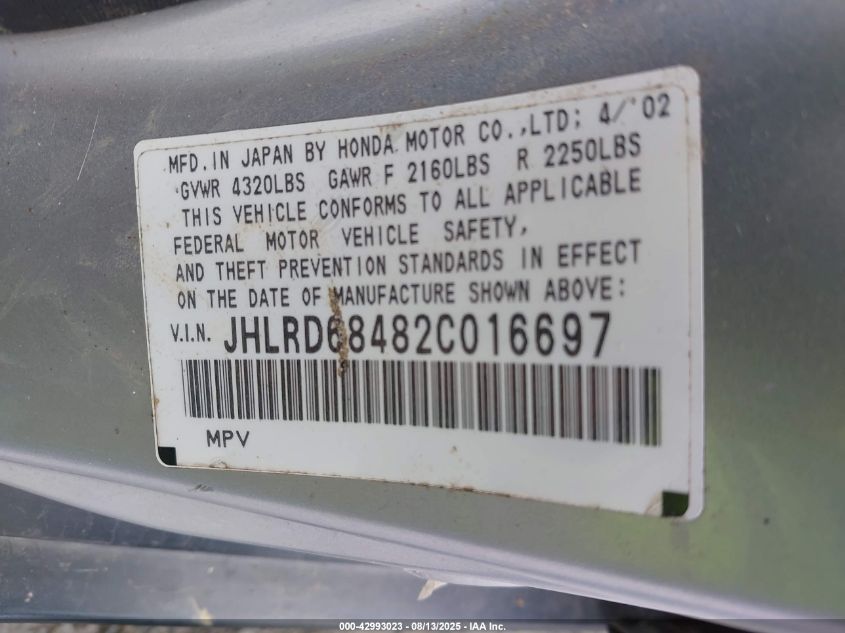 MFD. IN JAPAN BY HONDA MOTOR CO.,LTD; 4/'02
GVWR 4320LBS GAWR F 2160LBS R 2250LBS
THIS VEHICLE CONFORMS TO ALL APPLICABLE
FEDERAL MOTOR VEHICLE SAFETY,
AND THEFT PREVENTION STANDARDS IN EFFECT
ON THE DATE OF MANUFACTURE SHOWN ABOVE:
V.I.N. JHLRD68482C016697
MPV
000-42993023 - 08/13/2025 - IAA Inc.